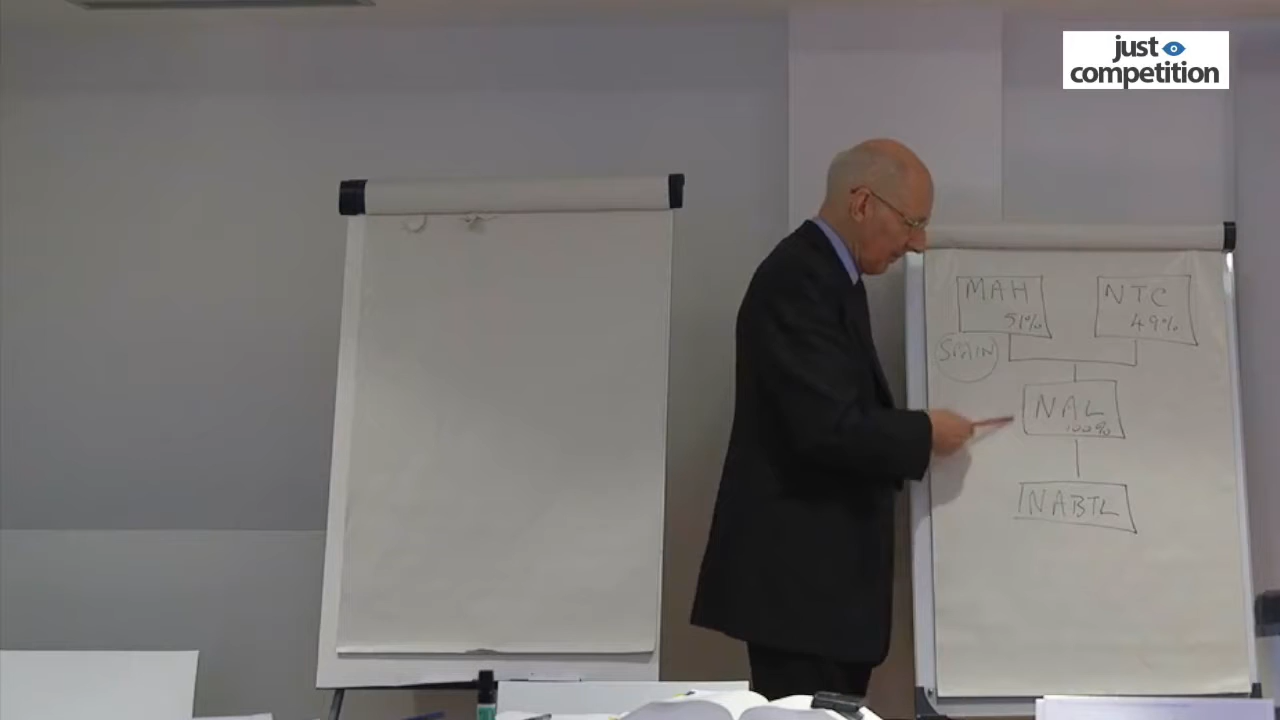 just
competition
MAH
51%
NTC
49%
SPAIN
NAL
100%
NABTL